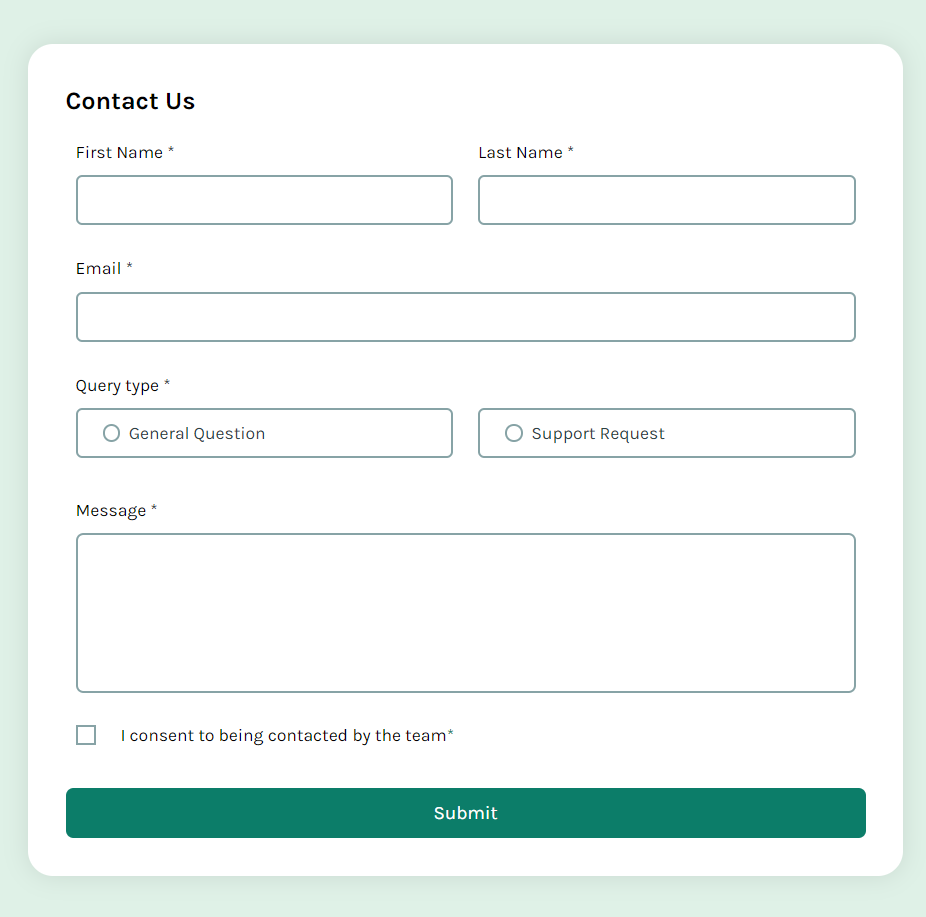 Contact Us
First Name *
Last Name *
Email *
Query type *
General Question
Support Request
Message *
I consent to being contacted by the team*
Submit